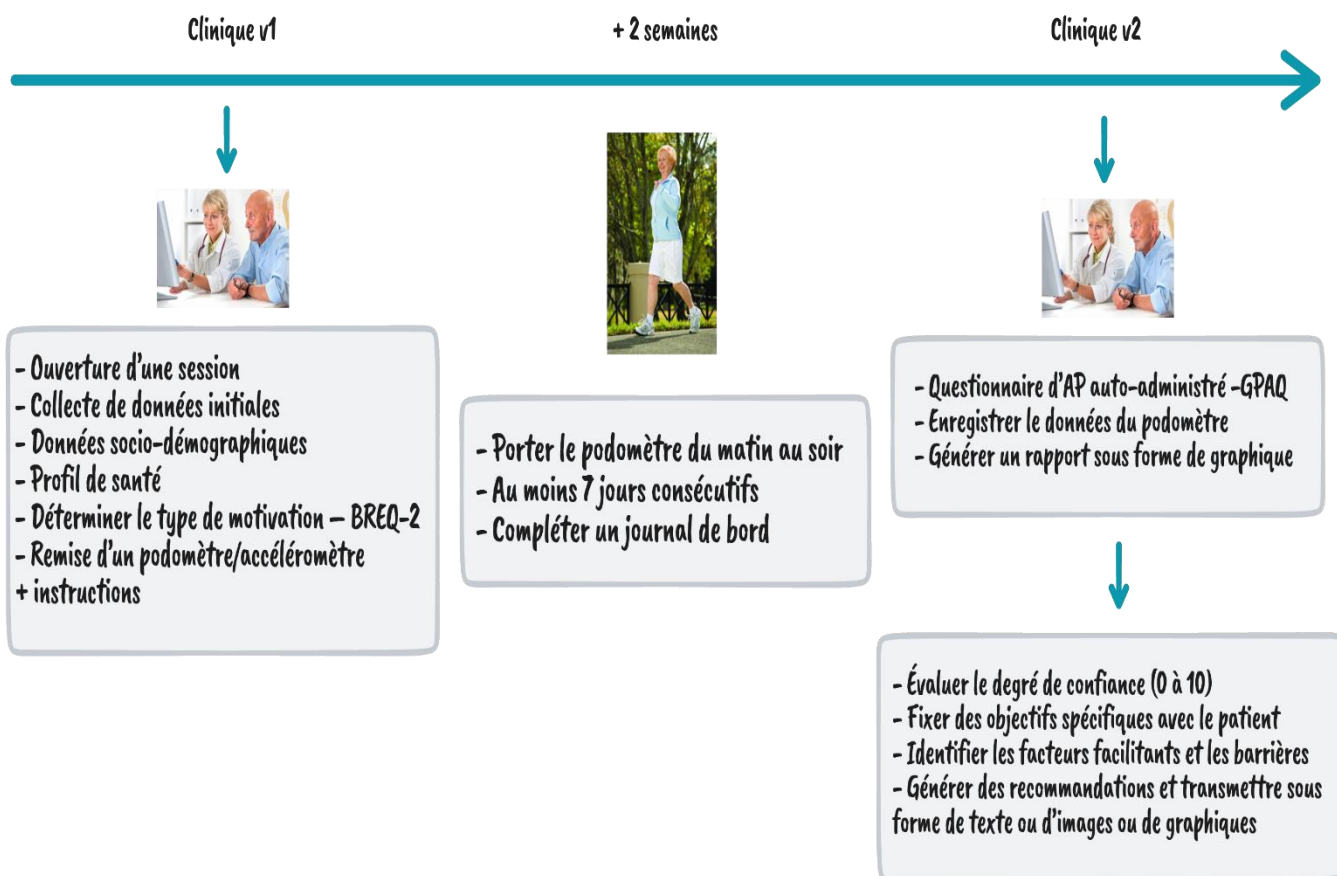 Clinique v1
+ 2 semaines
Clinique v2
- Ouverture d'une session
- Collecte de données initiales
- Données socio-démographiques
- Profil de santé
- Déterminer le type de motivation – BREQ-2
- Remise d'un podomètre/accéléromètre
+ instructions
- Porter le podomètre du matin au soir
- Au moins 7 jours consécutifs
- Compléter un journal de bord
- Questionnaire d'AP auto-administré -GPAQ
- Enregistrer le données du podomètre
- Générer un rapport sous forme de graphique
- Évaluer le degré de confiance (0 à 10)
- Fixer des objectifs spécifiques avec le patient
- Identifier les facteurs facilitants et les barrières
- Générer des recommandations et transmettre sous
forme de texte ou d'images ou de graphiques